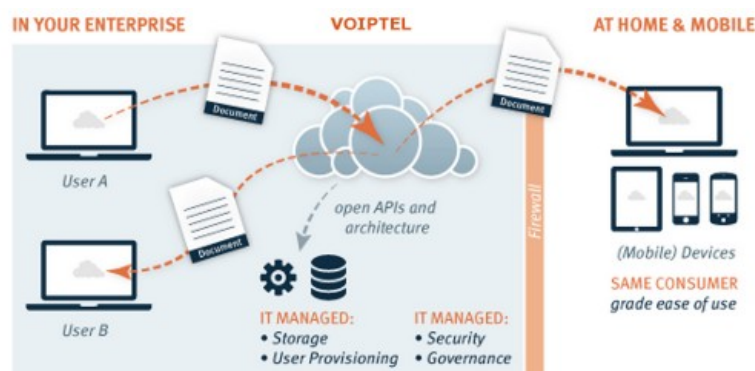 IN YOUR ENTERPRISE
VOIPTEL
AT HOME & MOBILE
Document
Document
User A
Document
open APIs and
architecture
Firewall
(Mobile) Devices
SAME CONSUMER
grade ease of use
User B
IT MANAGED:
• Storage
• User Provisioning
IT MANAGED:
• Security
• Governance